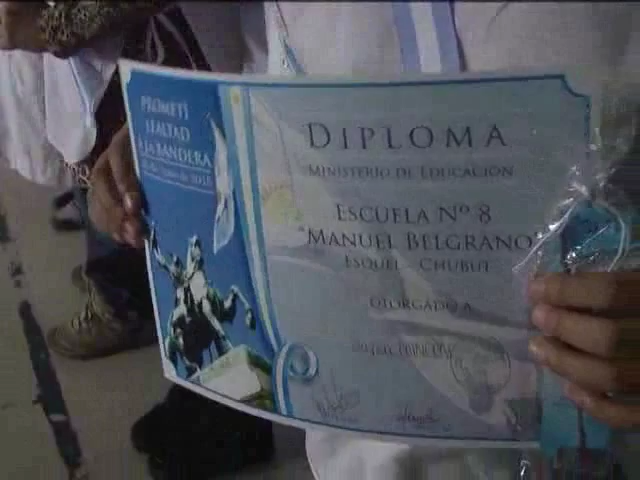 PROMETÍ
LEALTAD
A LA BANDERA
DIPLOMA
MINISTERIO DE EDUCACIÓN
ESCUELA Nº 8
"MANUEL BELGRANO"
ESQUEL - CHUBUT
OTORGADO A